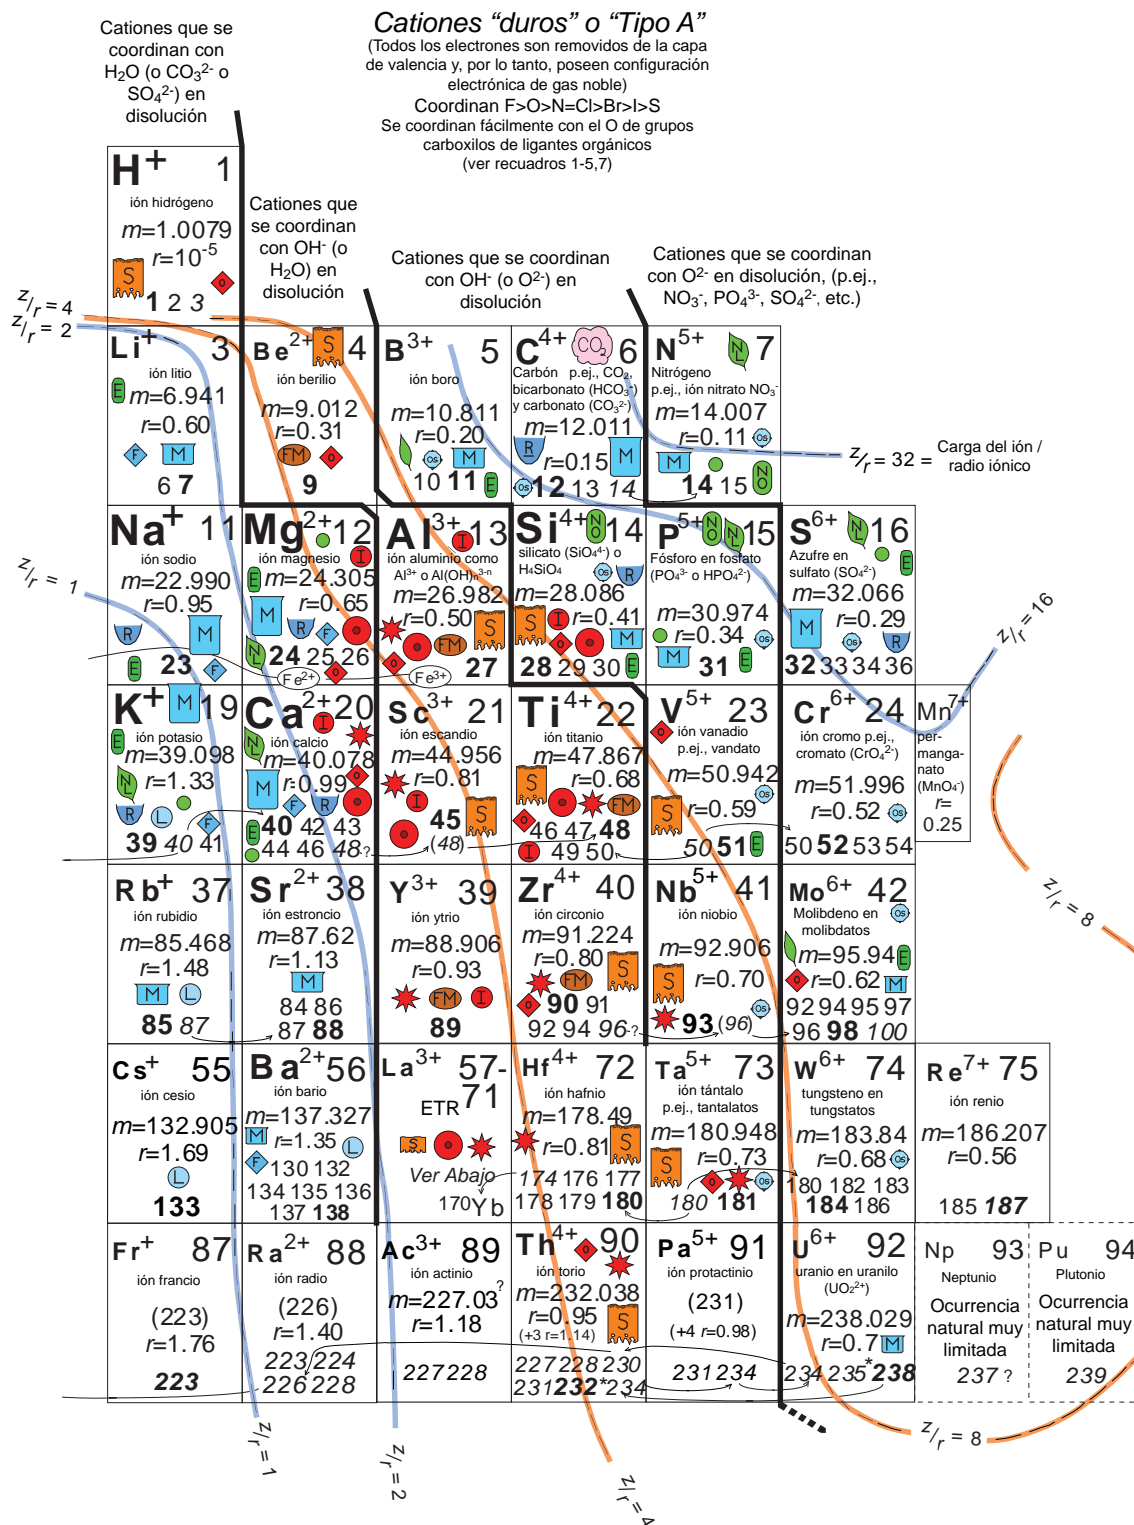 Cationes “duros” o “Tipo A”
(Todos los electrones son removidos de la capa
de valencia y, por lo tanto, poseen configuración
electrónica de gas noble)
Coordinan F>O>N=Cl>Br>I>S
Se coordinan fácilmente con el O de grupos
carboxilos de ligantes orgánicos
(ver recuadros 1-5,7)
Cationes que se
coordinan con
H₂O (o CO₃²⁻ o
SO₄²⁻) en
disolución
Cationes que
se coordinan
con OH⁻ (o
H₂O) en
disolución
Cationes que se coordinan
con OH⁻ (o O²⁻) en
disolución
Cationes que se coordinan
con O²⁻ en disolución, (p.ej.,
NO₃⁻, PO₄³⁻, SO₄²⁻, etc.)
H⁺ 1
ión hidrógeno
m=1.0079
r=10⁻⁵
S O
1 2 3
z/r = 4
z/r = 2
Li⁺ 3
ión litio
E m=6.941
r=0.60
F M
6 7
Be²⁺ S 4
ión berilio
m=9.012
r=0.31
FM O
9
B³⁺ 5
ión boro
m=10.811
r=0.20
Os M
10 11 E
C⁴⁺ CO₂ 6
Carbón p.ej., CO₂,
bicarbonato (HCO₃⁻)
y carbonato (CO₃²⁻)
m=12.011
R r=0.15 M
Os 12 13 14
N⁵⁺ NL 7
Nitrógeno
p.ej., ión nitrato NO₃⁻
m=14.007
r=0.11 Os
M NO
14 15
z/r = 32 = Carga del ión /
radio iónico
Na⁺ 11
ión sodio
m=22.990
r=0.95
R M
E 23 F
z/r = 1
Mg²⁺ 12
ión magnesio I
E m=24.305
M r=0.65
R F
NL 24 25 26
O
Fe²⁺
Al³⁺ I 13
ión aluminio como
Al³⁺ o Al(OH)ₙ³⁻ⁿ
m=26.982
r=0.50 S
FM
O 27
Fe³⁺
Si⁴⁺ NO 14
silicato (SiO₄⁴⁻) o
H₄SiO₄ Os R
m=28.086
S I r=0.41
O M
28 29 30 E
P⁵⁺ NO NL 15
Fósforo en fosfato
(PO₄³⁻ o HPO₄²⁻)
m=30.974
r=0.34 Os
31 E
S⁶⁺ NL 16
Azufre en
sulfato (SO₄²⁻) E
m=32.066
M r=0.29
Os R
32 33 34 36
z/r = 16
K⁺ M 19
E ión potasio
m=39.098
NL r=1.33
R L F
39 40 41
Ca²⁺ I 20
NL ión calcio
m=40.078
M r=0.99 O
F R
40 42 43
E 44 46 48-?
Sc³⁺ 21
ión escandio
m=44.956
r=0.81
I
45 S
(48)
Ti⁴⁺ 22
ión titanio
m=47.867
S r=0.68
FM
O 46 47 48
I 49 50
V⁵⁺ 23
O ión vanadio
p.ej., vandato
m=50.942
Os
S r=0.59
50 51 E
Cr⁶⁺ 24
ión cromo p.ej.,
cromato (CrO₄²⁻)
m=51.996
r=0.52 Os
50 52 53 54
Mn⁷⁺
per-
manga-
nato
(MnO₄⁻)
r=
0.25
z/r = 8
Rb⁺ 37
ión rubidio
m=85.468
r=1.48
M L
85 87
Sr²⁺ 38
ión estroncio
m=87.62
r=1.13
M
84 86
87 88
Y³⁺ 39
ión ytrio
m=88.906
r=0.93
FM I
89
Zr⁴⁺ 40
ión circonio
m=91.224
r=0.80 S
FM
O 90 91
92 94 96-?
Nb⁵⁺ 41
ión niobio
m=92.906
S r=0.70
Os
93 (96)
Mo⁶⁺ 42
Molibdeno en Os
molibdatos
m=95.94 E
O r=0.62 M
92 94 95 97
96 98 100
Cs⁺ 55
ión cesio
m=132.905
r=1.69
L
133
Ba²⁺ 56
ión bario
m=137.327
M r=1.35 L
F 130 132
134 135 136
137 138
La³⁺ 57-
ETR 71
S
Ver Abajo
¹⁷⁰Yb
Hf⁴⁺ 72
ión hafnio
m=178.49
r=0.81 S
174 176 177
178 179 180
Ta⁵⁺ 73
ión tántalo
p.ej., tantalatos
m=180.948
r=0.73
S O Os
180 181
W⁶⁺ 74
tungsteno en
tungstatos
m=183.84
r=0.68 Os
180 182 183
184 186
Re⁷⁺ 75
ión renio
m=186.207
r=0.56
185 187
Fr⁺ 87
ión francio
(223)
r=1.76
223
Ra²⁺ 88
ión radio
(226)
r=1.40
223 224
226 228
Ac³⁺ 89
ión actinio
m=227.03?
r=1.18
227 228
Th⁴⁺ O 90
ión torio
m=232.038
r=0.95 S
(+3 r=1.14)
227 228 230
231 232* 234
Pa⁵⁺ 91
ión protactinio
(231)
(+4 r=0.98)
231 234
U⁶⁺ 92
uranio en uranilo
(UO₂²⁺)
m=238.029
r=0.7 M
234 235* 238
Np 93
Neptunio
Ocurrencia
natural muy
limitada
237 ?
Pu 94
Plutonio
Ocurrencia
natural muy
limitada
239
z/r = 1
z/r = 2
z/r = 4
z/r = 8